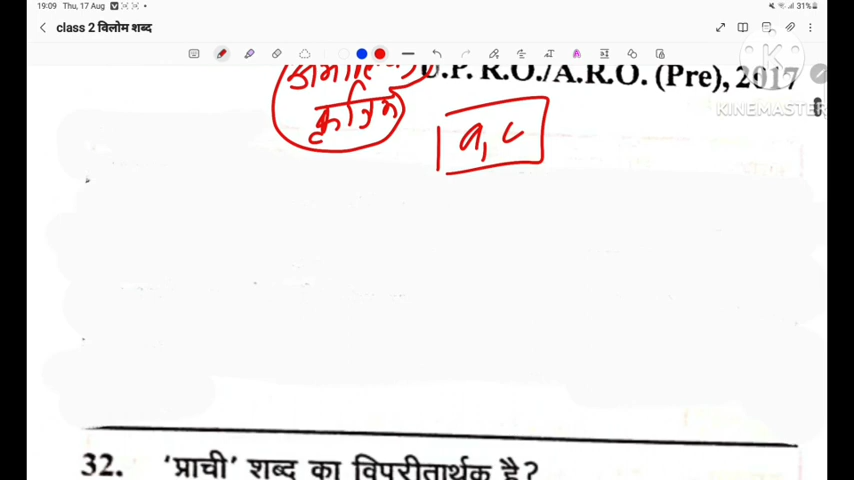 19:09 Thu, 17 Aug 31%
class 2 विलोम शब्द
U.P. R.O./A.R.O. (Pre), 2017
KINEMASTER
कृत्रिम
a, c
32. 'प्राची' शब्द का विपरीतार्थक है?